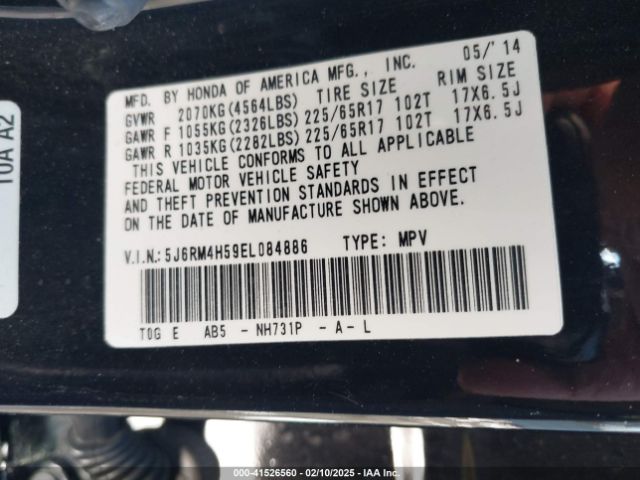 MFD. BY HONDA OF AMERICA MFG., INC. 05/'14
GVWR 2070KG(4564LBS) TIRE SIZE RIM SIZE
GAWR F 1055KG(2326LBS) 225/65R17 102T 17X6.5J
GAWR R 1035KG(2282LBS) 225/65R17 102T 17X6.5J
THIS VEHICLE CONFORMS TO ALL APPLICABLE
FEDERAL MOTOR VEHICLE SAFETY
AND THEFT PREVENTION STANDARDS IN EFFECT
ON THE DATE OF MANUFACTURE SHOWN ABOVE.
V.I.N.: 5J6RM4H59EL084886 TYPE: MPV
T0G E AB5 - NH731P - A - L
T0A A2
000-41526560 - 02/10/2025 - IAA Inc.